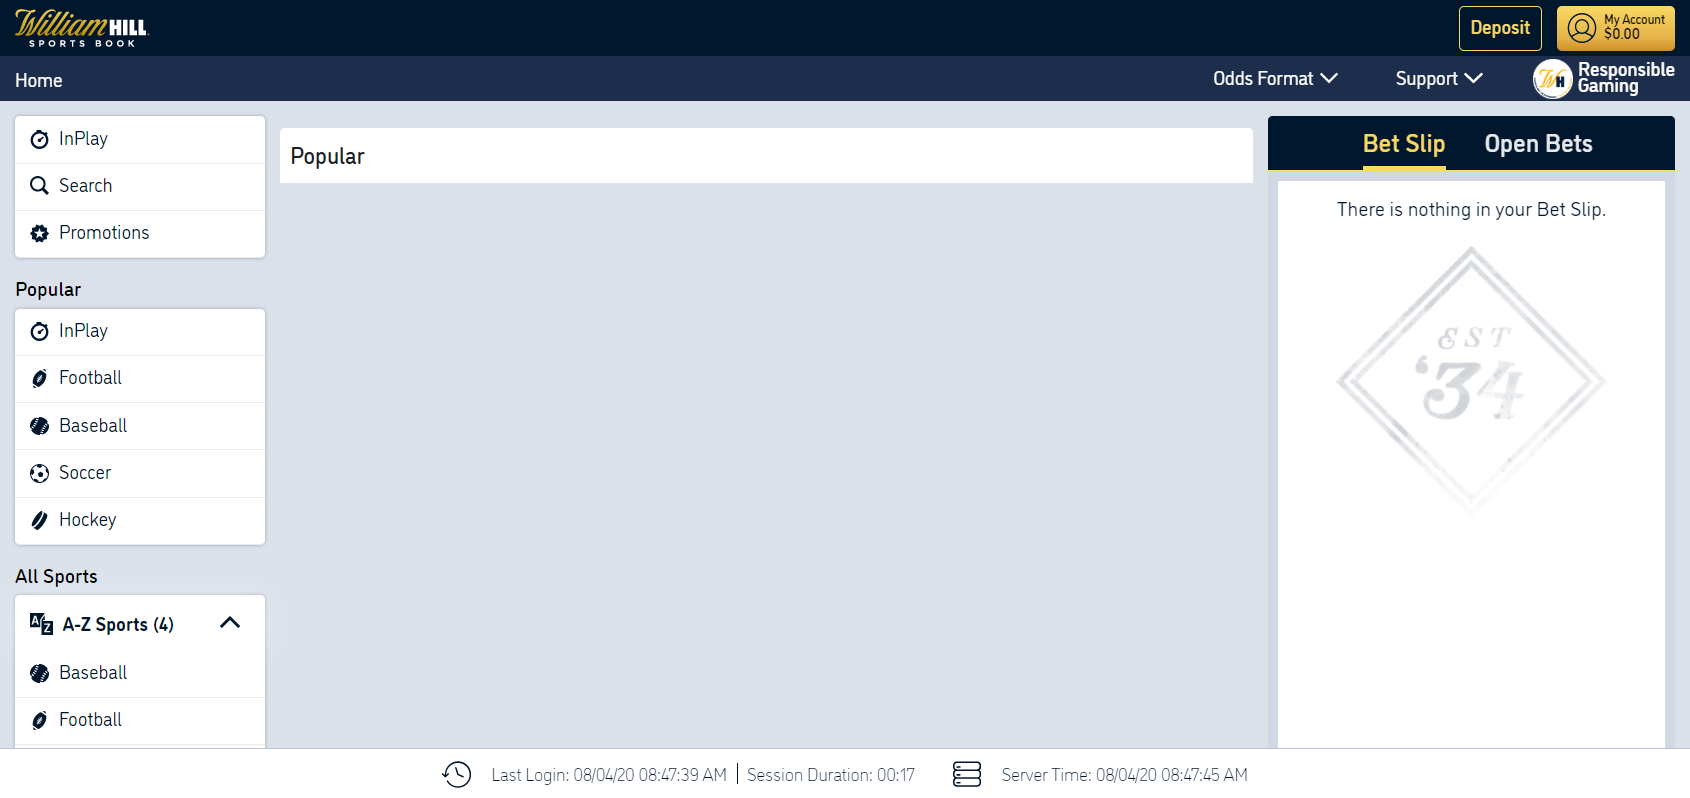 William HILL
SPORTS BOOK
Deposit
My Account
$0.00
Home
Odds Format
Support
WH
Responsible
Gaming
InPlay
Search
Promotions
Popular
InPlay
Football
Baseball
Soccer
Hockey
All Sports
A Z
A-Z Sports (4)
Baseball
Football
Popular
Bet Slip
Open Bets
There is nothing in your Bet Slip.
EST
‘34
Last Login: 08/04/20 08:47:39 AM
Session Duration: 00:17
Server Time: 08/04/20 08:47:45 AM